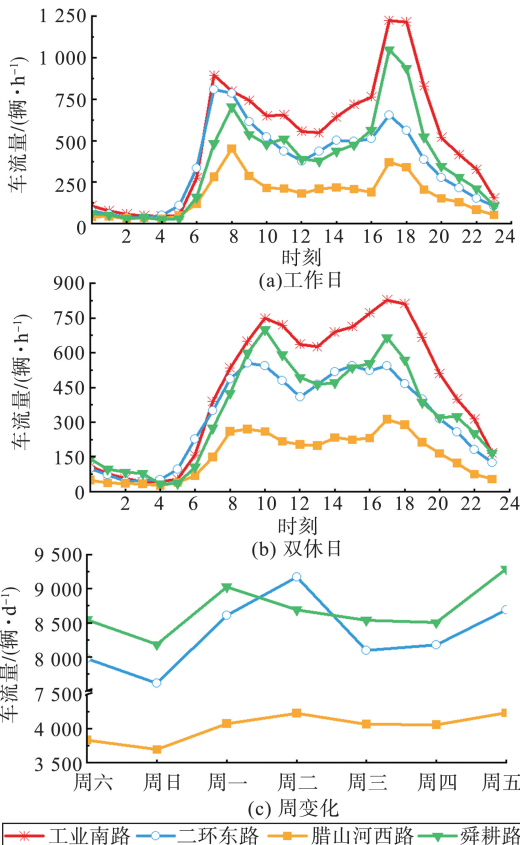 车流量/(辆·h⁻¹)
1 250
750
500
250
0
2 4 6 8 10 12 14 16 18 20 22 24
时刻
(a)工作日
车流量/(辆·h⁻¹)
900
750
600
450
300
150
0
2 4 6 8 10 12 14 16 18 20 22 24
时刻
(b) 双休日
车流量/(辆·d⁻¹)
9 500
9 000
8 500
8 000
7 500
4 000
3 500
周六 周日 周一 周二 周三 周四 周五
(c) 周变化
工业南路 二环东路 腊山河西路 舜耕路